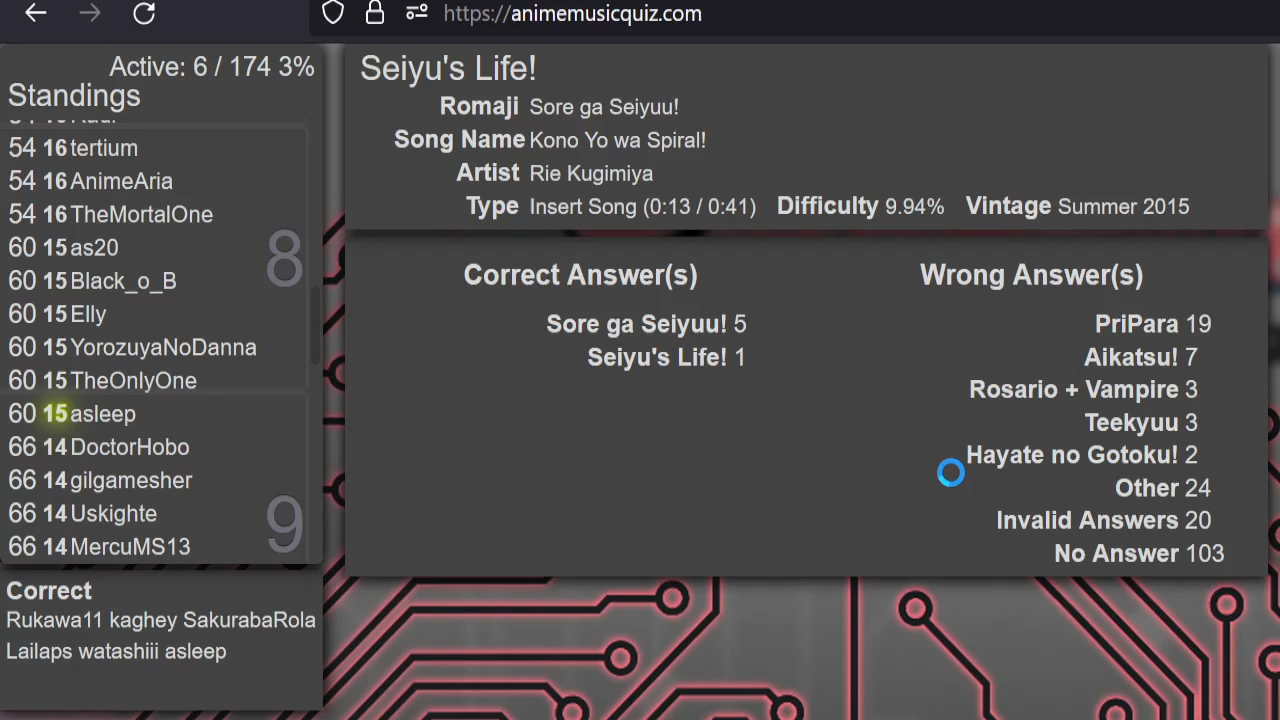 https://animemusicquiz.com
Active: 6 / 174 3%
Standings
54 16 tertium
54 16 AnimeAria
54 16 TheMortalOne
60 15 as20
60 15 Black_o_B
8
60 15 Elly
60 15 YorozuyaNoDanna
60 15 TheOnlyOne
60 15 asleep
66 14 DoctorHobo
66 14 gilgamesher
66 14 Uskighte
66 14 MercuMS13
9
Correct
Rukawa11 kaghey SakurabaRola
Lailaps watashiii asleep
Seiyu's Life!
Romaji Sore ga Seiyuu!
Song Name Kono Yo wa Spiral!
Artist Rie Kugimiya
Type Insert Song (0:13 / 0:41) Difficulty 9.94% Vintage Summer 2015
Correct Answer(s)
Sore ga Seiyuu! 5
Seiyu's Life! 1
Wrong Answer(s)
PriPara 19
Aikatsu! 7
Rosario + Vampire 3
Teekyuu 3
Hayate no Gotoku! 2
Other 24
Invalid Answers 20
No Answer 103